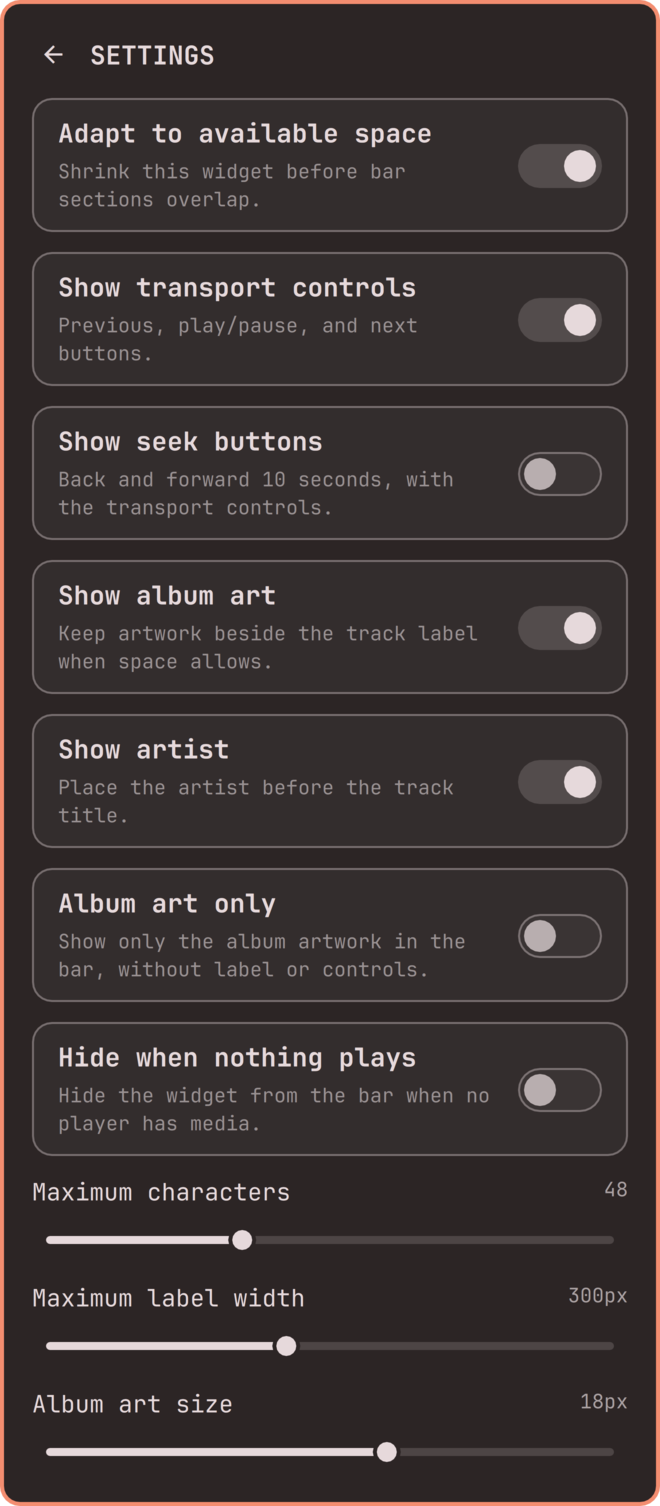 SETTINGS
Adapt to available space
Shrink this widget before bar
sections overlap.
Show transport controls
Previous, play/pause, and next
buttons.
Show seek buttons
Back and forward 10 seconds, with
the transport controls.
Show album art
Keep artwork beside the track label
when space allows.
Show artist
Place the artist before the track
title.
Album art only
Show only the album artwork in the
bar, without label or controls.
Hide when nothing plays
Hide the widget from the bar when no
player has media.
Maximum characters 48
Maximum label width 300px
Album art size 18px